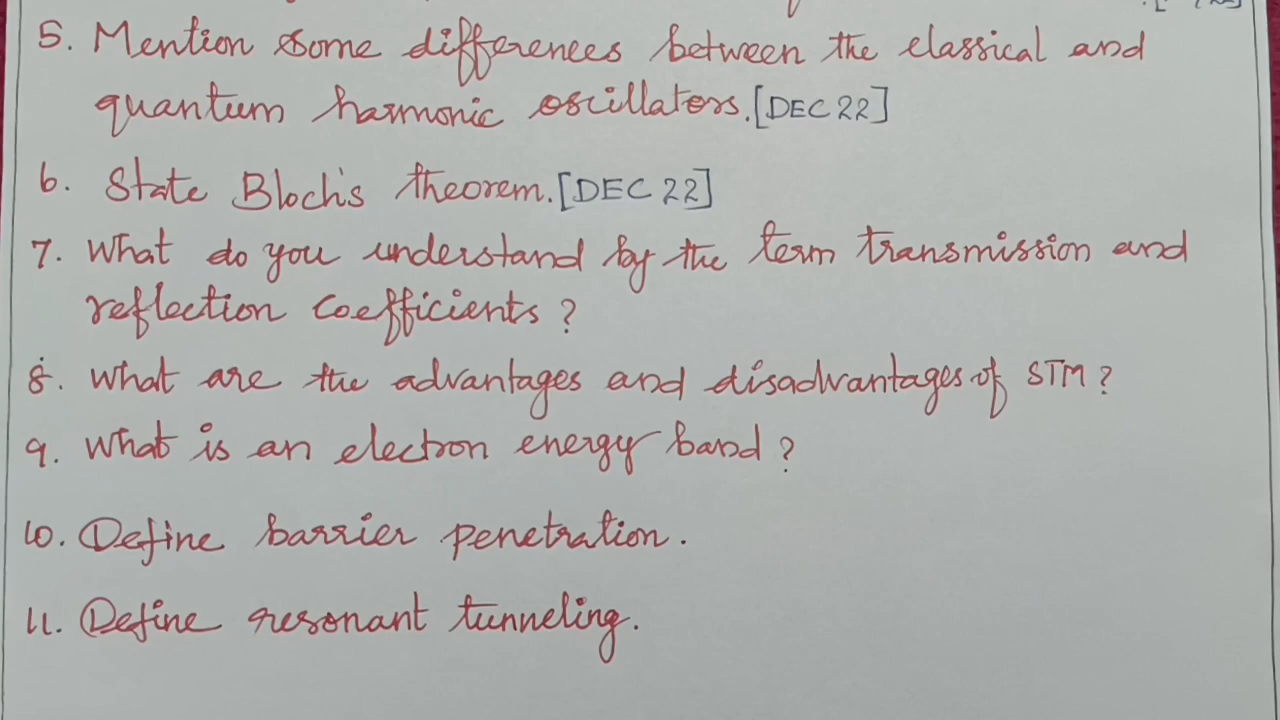 5. Mention some differences between the classical and
quantum harmonic oscillators. [DEC 22]
6. State Bloch's theorem. [DEC 22]
7. What do you understand by the term transmission and
reflection coefficients?
8. What are the advantages and disadvantages of STM?
9. What is an electron energy band?
10. Define barrier penetration.
11. Define resonant tunneling.